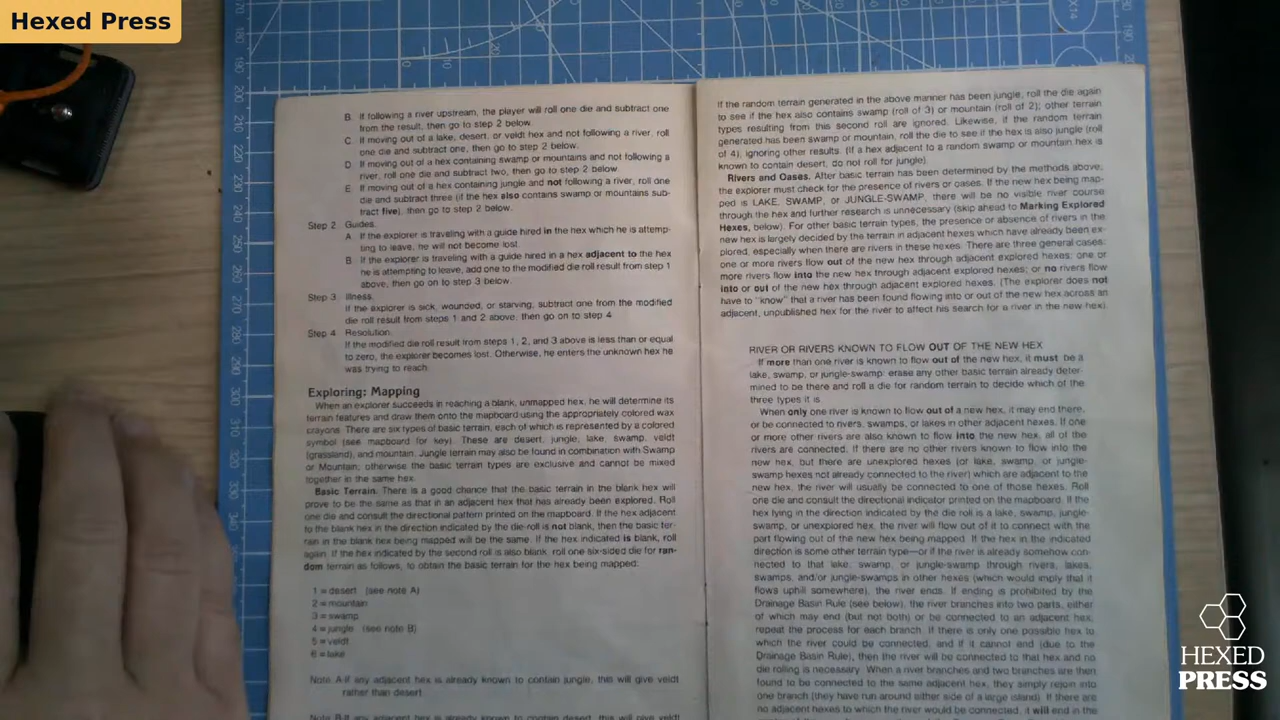 Hexed Press
B. If following a river upstream, the player will roll one die and subtract one
from the result, then go to step 2 below.
C. If moving out of a lake, desert, or veldt hex and not following a river, roll
one die and subtract one, then go to step 2 below.
D. If moving out of a hex containing swamp or mountains and not following a
river, roll one die and subtract two, then go to step 2 below
E. If moving out of a hex containing jungle and not following a river, roll one
die and subtract three (if the hex also contains swamp or mountains sub-
tract five), then go to step 2 below.
Step 2 Guides.
A. If the explorer is traveling with a guide hired in the hex which he is attemp-
ting to leave, he will not become lost.
B. If the explorer is traveling with a guide hired in a hex adjacent to the hex
he is attempting to leave, add one to the modified die roll result from step 1
above, then go on to step 3 below.
Step 3 Illness.
If the explorer is sick, wounded, or starving, subtract one from the modified
die roll result from steps 1 and 2 above, then go on to step 4
Step 4 Resolution.
If the modified die roll result from steps 1, 2, and 3 above is less than or equal
to zero, the explorer becomes lost. Otherwise, he enters the unknown hex he
was trying to reach.
Exploring: Mapping
When an explorer succeeds in reaching a blank, unmapped hex, he will determine its
terrain features and draw them onto the mapboard using the appropriately colored wax
crayons. There are six types of basic terrain, each of which is represented by a colored
symbol (see mapboard for key). These are desert, jungle, lake, swamp, veldt
(grassland), and mountain. Jungle terrain may also be found in combination with Swamp
or Mountain; otherwise the basic terrain types are exclusive and cannot be mixed
together in the same hex.
Basic Terrain. There is a good chance that the basic terrain in the blank hex will
prove to be the same as that in an adjacent hex that has already been explored. Roll
one die and consult the directional pattern printed on the mapboard. If the hex adjacent
to the blank hex in the direction indicated by the die-roll is not blank, then the basic ter-
rain in the blank hex being mapped will be the same. If the hex indicated is blank, roll
again. If the hex indicated by the second roll is also blank, roll one six-sided die for ran-
dom terrain as follows, to obtain the basic terrain for the hex being mapped:
1 = desert (see note A)
2 = mountain
3 = swamp
4 = jungle (see note B)
5 = veldt
6 = lake
Note A-If any adjacent hex is already known to contain jungle, this will give veldt
rather than desert
Note B-If any adjacent hex is already known to contain desert, this will give veldt
If the random terrain generated in the above manner has been jungle, roll the die again
to see if the hex also contains swamp (roll of 3) or mountain (roll of 2); other terrain
types resulting from this second roll are ignored. Likewise, if the random terrain
generated has been swamp or mountain, roll the die to see if the hex is also jungle (roll
of 4), ignoring other results. (If a hex adjacent to a random swamp or mountain hex is
known to contain desert, do not roll for jungle).
Rivers and Oases. After basic terrain has been determined by the methods above,
the explorer must check for the presence of rivers or oases. If the new hex being map-
ped is LAKE, SWAMP, or JUNGLE-SWAMP, there will be no visible river course
through the hex and further research is unnecessary (skip ahead to Marking Explored
Hexes, below). For other basic terrain types, the presence or absence of rivers in the
new hex is largely decided by the terrain in adjacent hexes which have already been ex-
plored, especially when there are rivers in these hexes. There are three general cases:
one or more rivers flow out of the new hex through adjacent explored hexes; one or
more rivers flow into the new hex through adjacent explored hexes; or no rivers flow
into or out of the new hex through adjacent explored hexes. (The explorer does not
have to "know" that a river has been found flowing into or out of the new hex across an
adjacent, unpublished hex for the river to affect his search for a river in the new hex).
RIVER OR RIVERS KNOWN TO FLOW OUT OF THE NEW HEX
If more than one river is known to flow out of the new hex, it must be a
lake, swamp, or jungle-swamp: erase any other basic terrain already deter-
mined to be there and roll a die for random terrain to decide which of the
three types it is
When only one river is known to flow out of a new hex, it may end there,
or be connected to rivers, swamps, or lakes in other adjacent hexes. If one
or more other rivers are also known to flow into the new hex, all of the
rivers are connected. If there are no other rivers known to flow into the
new hex, but there are unexplored hexes (or lake, swamp, or jungle-
swamp hexes not already connected to the river) which are adjacent to the
new hex, the river will usually be connected to one of those hexes. Roll
one die and consult the directional indicator printed on the mapboard. If the
hex lying in the direction indicated by the die roll is a lake, swamp, jungle-
swamp, or unexplored hex, the river will flow out of it to connect with the
part flowing out of the new hex being mapped. If the hex in the indicated
direction is some other terrain type—or if the river is already somehow con-
nected to that lake, swamp, or jungle-swamp through rivers, lakes,
swamps, and/or jungle-swamps in other hexes (which would imply that it
flows uphill somewhere), the river ends. If ending is prohibited by the
Drainage Basin Rule (see below), the river branches into two parts, either
of which may end (but not both) or be connected to an adjacent hex;
repeat the process for each branch. If there is only one possible hex to
which the river could be connected, and if it cannot end (due to the
Drainage Basin Rule), then the river will be connected to that hex and no
die rolling is necessary. When a river branches and two branches are then
found to be connected to the same adjacent hex, they simply rejoin into
one branch (they have run around either side of a large island). If there are
no adjacent hexes to which the river would be connected, it will end in the
HEXED
PRESS